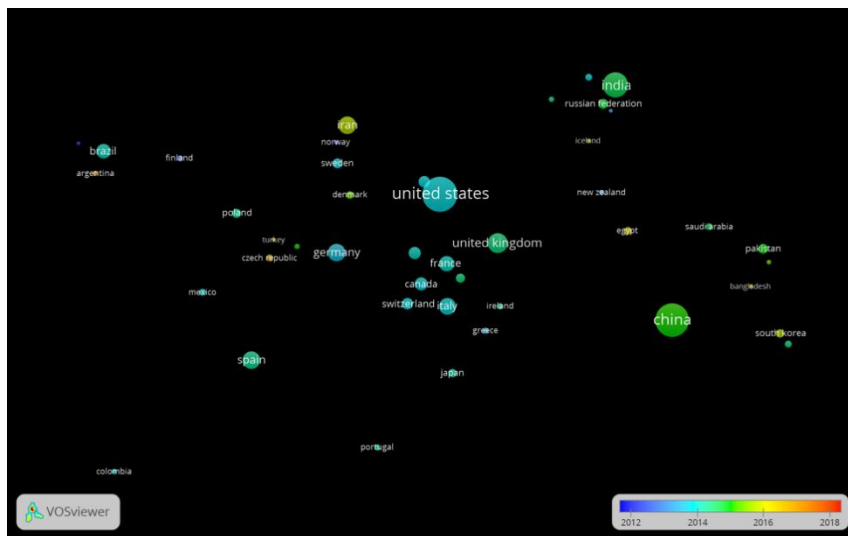 india
russian federation
iran
norway
iceland
brazil
finland
sweden
argentina
united states
denmark
new zealand
poland
saudi arabia
egypt
turkey
united kingdom
pakistan
germany
czech republic
france
canada
bangladesh
mexico
switzerland
italy
ireland
china
greece
south korea
spain
japan
portugal
colombia
VOSviewer
2012 2014 2016 2018